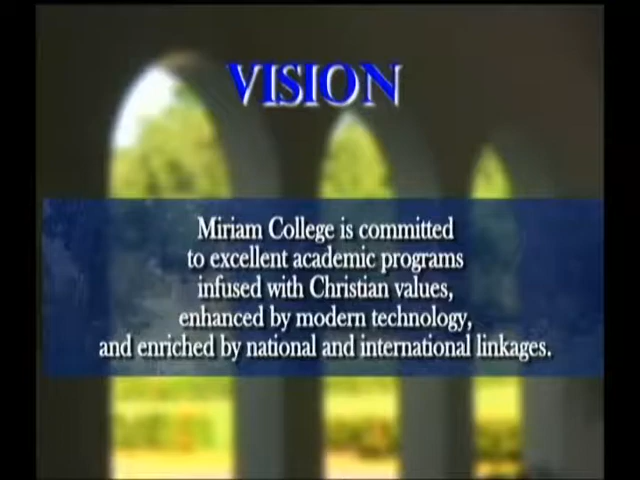 VISION
Miriam College is committed
to excellent academic programs
infused with Christian values,
enhanced by modern technology,
and enriched by national and international linkages.